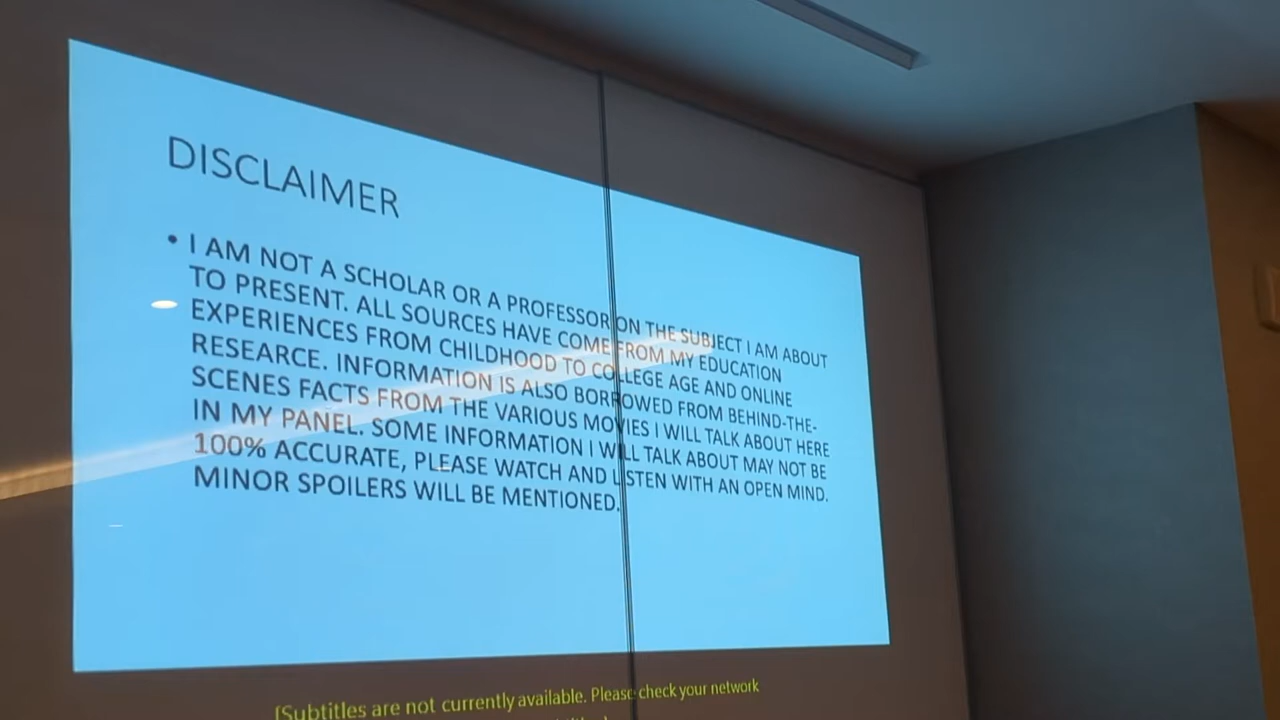 DISCLAIMER
• I AM NOT A SCHOLAR OR A PROFESSOR ON THE SUBJECT I AM ABOUT
TO PRESENT. ALL SOURCES HAVE COME FROM MY EDUCATION
EXPERIENCES FROM CHILDHOOD TO COLLEGE AGE AND ONLINE
RESEARCH. INFORMATION IS ALSO BORROWED FROM BEHIND-THE-
SCENES FACTS FROM THE VARIOUS MOVIES I WILL TALK ABOUT HERE
IN MY PANEL. SOME INFORMATION I WILL TALK ABOUT MAY NOT BE
100% ACCURATE, PLEASE WATCH AND LISTEN WITH AN OPEN MIND.
MINOR SPOILERS WILL BE MENTIONED.
[Subtitles are not currently available. Please check your network